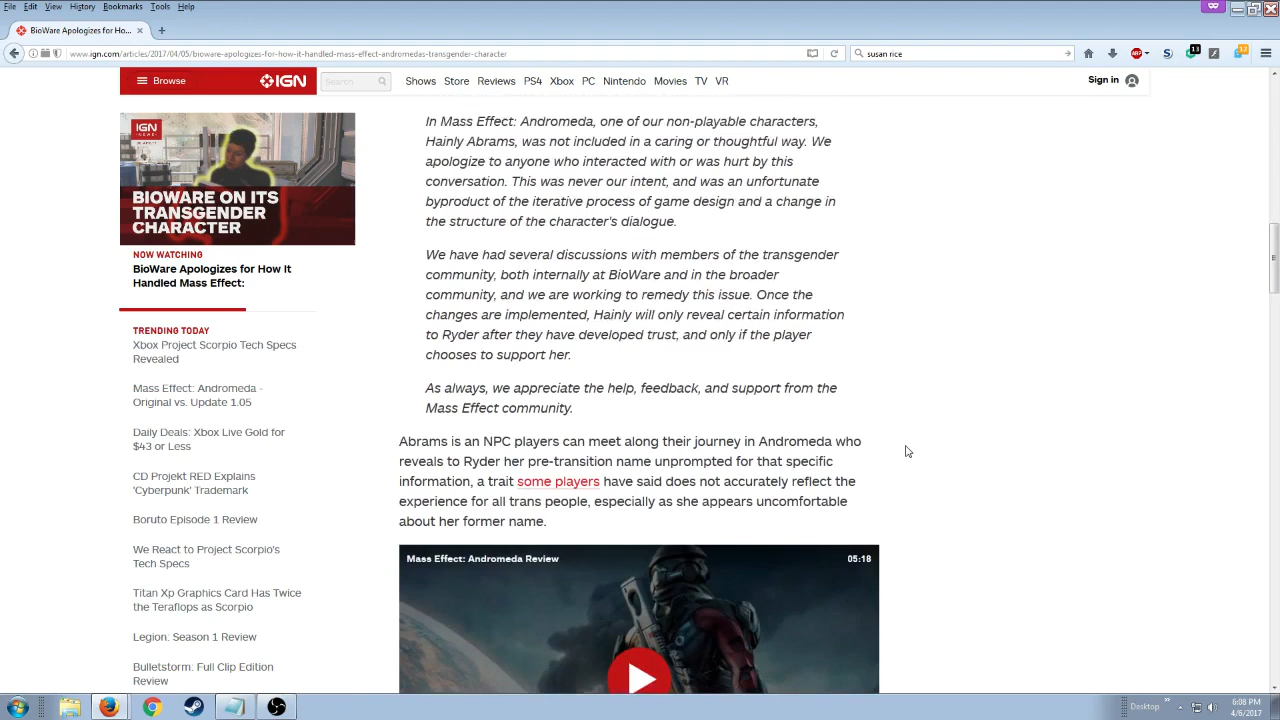 File Edit View History Bookmarks Tools Help
BioWare Apologizes for Ho...
www.ign.com/articles/2017/04/05/bioware-apologizes-for-how-it-handled-mass-effect-andromedas-transgender-character
susan rice
ABP
13
12
Browse
IGN
Search
Shows Store Reviews PS4 Xbox PC Nintendo Movies TV VR
Sign in
IGN
NEWS
BIOWARE ON ITS
TRANSGENDER
CHARACTER
NOW WATCHING
BioWare Apologizes for How It
Handled Mass Effect:
TRENDING TODAY
Xbox Project Scorpio Tech Specs
Revealed
Mass Effect: Andromeda -
Original vs. Update 1.05
Daily Deals: Xbox Live Gold for
$43 or Less
CD Projekt RED Explains
'Cyberpunk' Trademark
Boruto Episode 1 Review
We React to Project Scorpio's
Tech Specs
Titan Xp Graphics Card Has Twice
the Teraflops as Scorpio
Legion: Season 1 Review
Bulletstorm: Full Clip Edition
Review
In Mass Effect: Andromeda, one of our non-playable characters,
Hainly Abrams, was not included in a caring or thoughtful way. We
apologize to anyone who interacted with or was hurt by this
conversation. This was never our intent, and was an unfortunate
byproduct of the iterative process of game design and a change in
the structure of the character's dialogue.
We have had several discussions with members of the transgender
community, both internally at BioWare and in the broader
community, and we are working to remedy this issue. Once the
changes are implemented, Hainly will only reveal certain information
to Ryder after they have developed trust, and only if the player
chooses to support her.
As always, we appreciate the help, feedback, and support from the
Mass Effect community.
Abrams is an NPC players can meet along their journey in Andromeda who
reveals to Ryder her pre-transition name unprompted for that specific
information, a trait some players have said does not accurately reflect the
experience for all trans people, especially as she appears uncomfortable
about her former name.
Mass Effect: Andromeda Review
05:18
Desktop
6:08 PM
4/6/2017